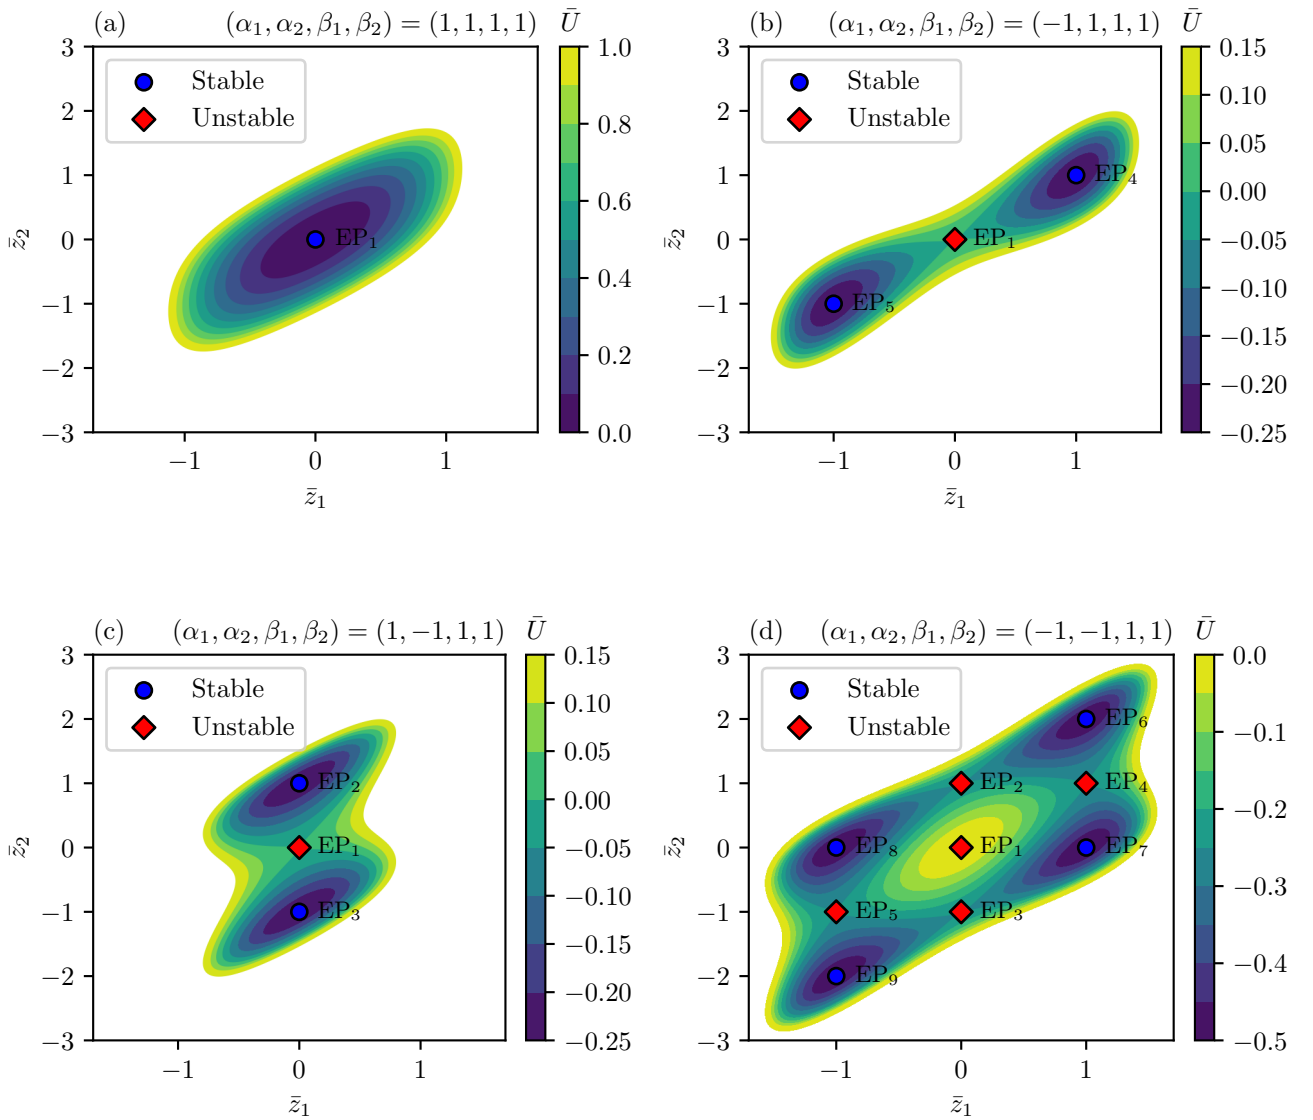 (a) (α₁, α₂, β₁, β₂) = (1, 1, 1, 1) Ū
Stable
Unstable
EP₁
z̄₂
3
2
1
0
−1
−2
−3
−1 0 1
z̄₁
1.0
0.8
0.6
0.4
0.2
0.0
(b) (α₁, α₂, β₁, β₂) = (−1, 1, 1, 1) Ū
Stable
Unstable
EP₄
EP₁
EP₅
z̄₂
3
2
1
0
−1
−2
−3
−1 0 1
z̄₁
0.15
0.10
0.05
0.00
−0.05
−0.10
−0.15
−0.20
−0.25
(c) (α₁, α₂, β₁, β₂) = (1, −1, 1, 1) Ū
Stable
Unstable
EP₂
EP₁
EP₃
z̄₂
3
2
1
0
−1
−2
−3
−1 0 1
z̄₁
0.15
0.10
0.05
0.00
−0.05
−0.10
−0.15
−0.20
−0.25
(d) (α₁, α₂, β₁, β₂) = (−1, −1, 1, 1) Ū
Stable
Unstable
EP₆
EP₂ EP₄
EP₈ EP₁ EP₇
EP₅ EP₃
EP₉
z̄₂
3
2
1
0
−1
−2
−3
−1 0 1
z̄₁
0.0
−0.1
−0.2
−0.3
−0.4
−0.5